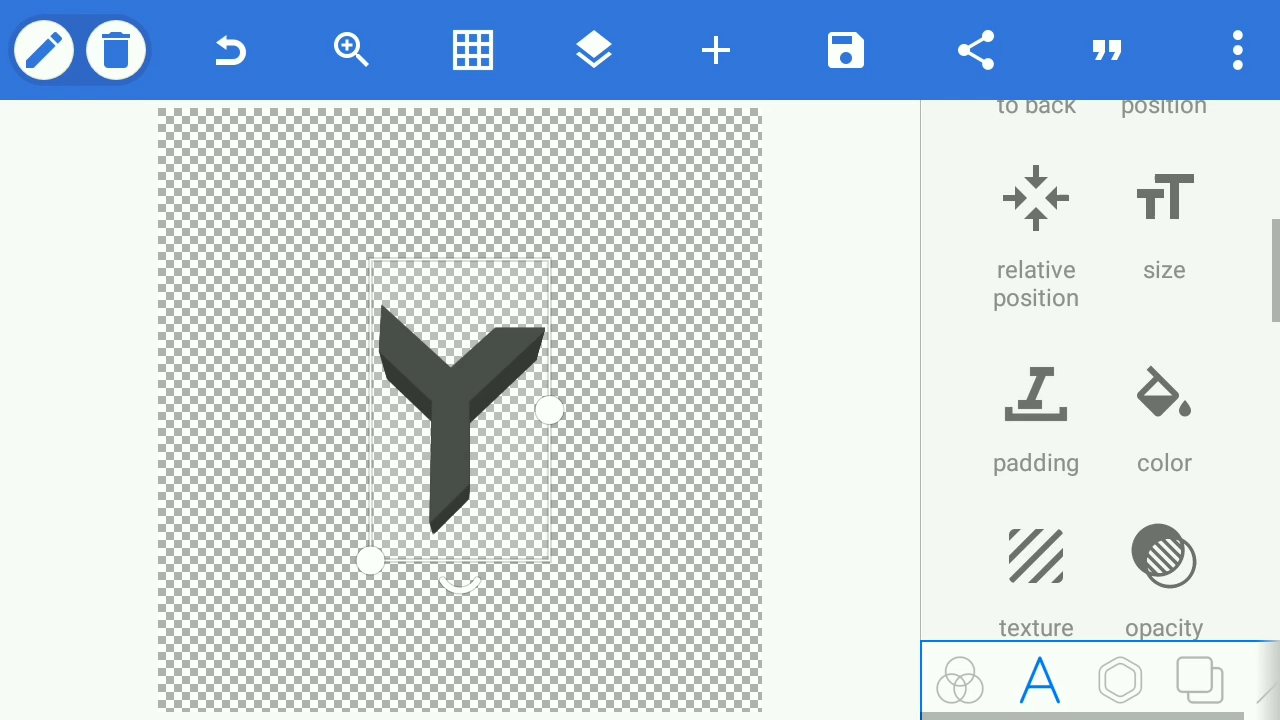 to back
position
relative
position
size
Y
padding
color
texture
opacity